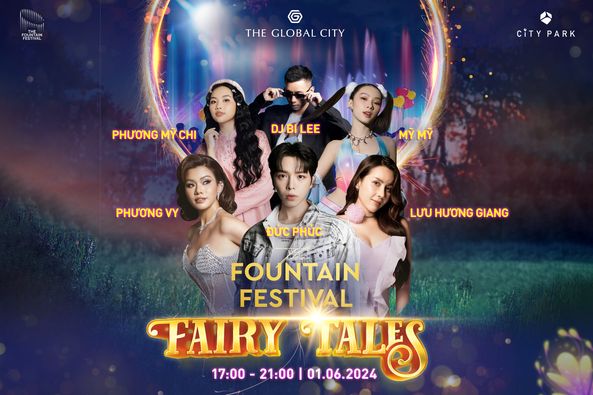 THE
FOUNTAIN
FESTIVAL
THE GLOBAL CITY
CITY PARK
PHƯƠNG MỸ CHI
DJ BI LEE
MỸ MỸ
PHƯƠNG VY
ĐỨC PHÚC
LƯU HƯƠNG GIANG
FOUNTAIN
FESTIVAL
FAIRY TALES
17:00 - 21:00 | 01.06.2024